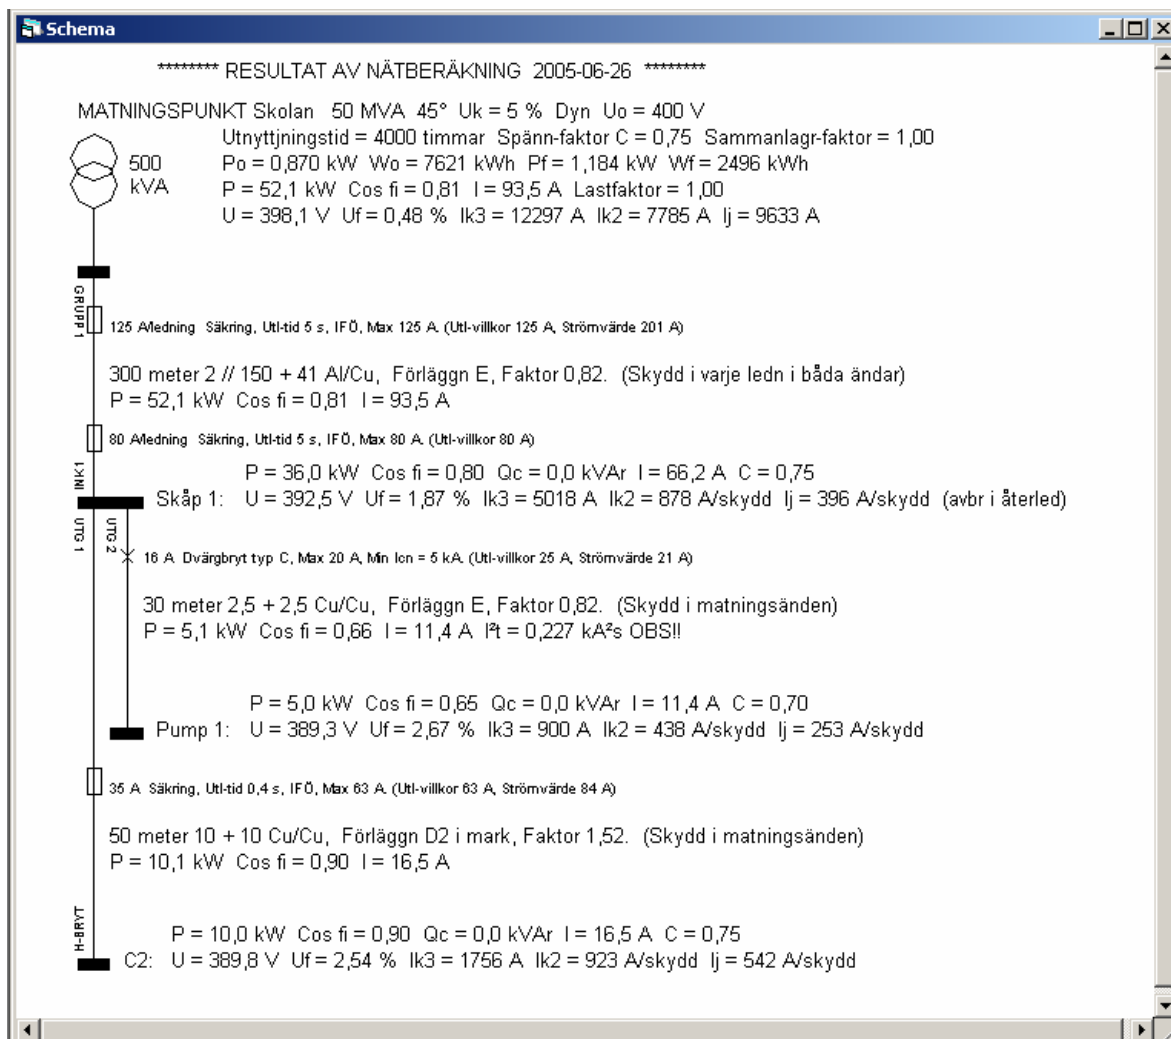 Schema
******** RESULTAT AV NÄTBERÄKNING 2005-06-26 ********
MATNINGSPUNKT Skolan 50 MVA 45° Uk = 5 % Dyn Uo = 400 V
Utnyttjningstid = 4000 timmar Spänn-faktor C = 0,75 Sammanlagr-faktor = 1,00
500 kVA
Po = 0,870 kW Wo = 7621 kWh Pf = 1,184 kW Wf = 2496 kWh
P = 52,1 kW Cos fi = 0,81 I = 93,5 A Lastfaktor = 1,00
U = 398,1 V Uf = 0,48 % Ik3 = 12297 A Ik2 = 7785 A Ij = 9633 A
GRUPP 1
125 A/ledning Säkring, Utl-tid 5 s, IFÖ, Max 125 A. (Utl-villkor 125 A, Strömvärde 201 A)
300 meter 2 // 150 + 41 Al/Cu, Förläggn E, Faktor 0,82. (Skydd i varje ledn i båda ändar)
P = 52,1 kW Cos fi = 0,81 I = 93,5 A
80 A/ledning Säkring, Utl-tid 5 s, IFÖ, Max 80 A. (Utl-villkor 80 A)
INK1
P = 36,0 kW Cos fi = 0,80 Qc = 0,0 kVAr I = 66,2 A C = 0,75
Skåp 1: U = 392,5 V Uf = 1,87 % Ik3 = 5018 A Ik2 = 878 A/skydd Ij = 396 A/skydd (avbr i återled)
UTG 1
UTG 2
16 A Dvärgbryt typ C, Max 20 A, Min Icn = 5 kA. (Utl-villkor 25 A, Strömvärde 21 A)
30 meter 2,5 + 2,5 Cu/Cu, Förläggn E, Faktor 0,82. (Skydd i matningsänden)
P = 5,1 kW Cos fi = 0,66 I = 11,4 A I²t = 0,227 kA²s OBS!!
P = 5,0 kW Cos fi = 0,65 Qc = 0,0 kVAr I = 11,4 A C = 0,70
Pump 1: U = 389,3 V Uf = 2,67 % Ik3 = 900 A Ik2 = 438 A/skydd Ij = 253 A/skydd
35 A Säkring, Utl-tid 0,4 s, IFÖ, Max 63 A. (Utl-villkor 63 A, Strömvärde 84 A)
50 meter 10 + 10 Cu/Cu, Förläggn D2 i mark, Faktor 1,52. (Skydd i matningsänden)
P = 10,1 kW Cos fi = 0,90 I = 16,5 A
H-BRYT
P = 10,0 kW Cos fi = 0,90 Qc = 0,0 kVAr I = 16,5 A C = 0,75
C2: U = 389,8 V Uf = 2,54 % Ik3 = 1756 A Ik2 = 923 A/skydd Ij = 542 A/skydd